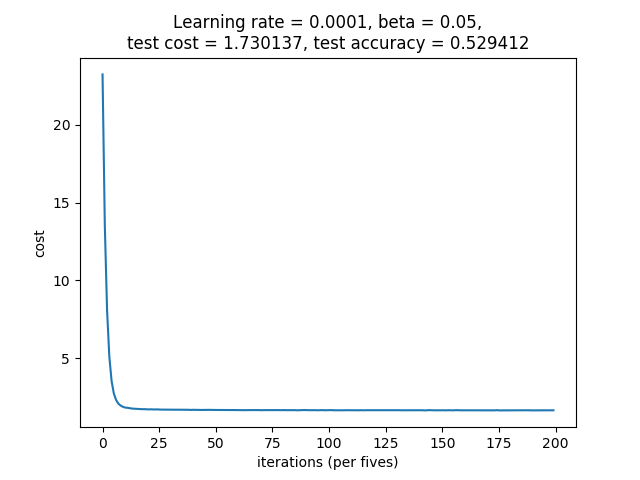 Learning rate = 0.0001, beta = 0.05,
test cost = 1.730137, test accuracy = 0.529412
20
15
10
5
cost
0 25 50 75 100 125 150 175 200
iterations (per fives)